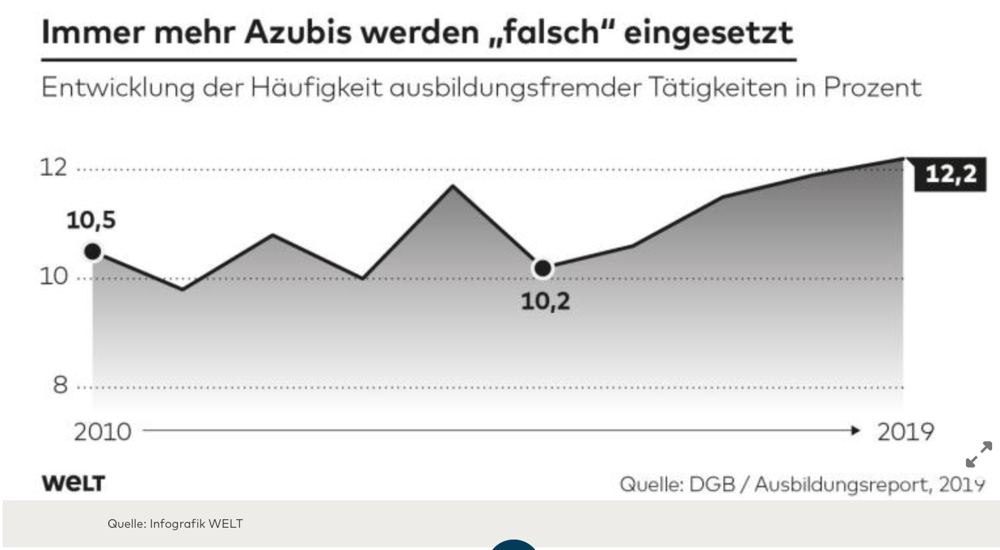 Immer mehr Azubis werden „falsch“ eingesetzt
Entwicklung der Häufigkeit ausbildungsfremder Tätigkeiten in Prozent
12
12,2
10,5
10
10,2
8
2010
2019
WELT
Quelle: DGB / Ausbildungsreport, 2019
Quelle: Infografik WELT